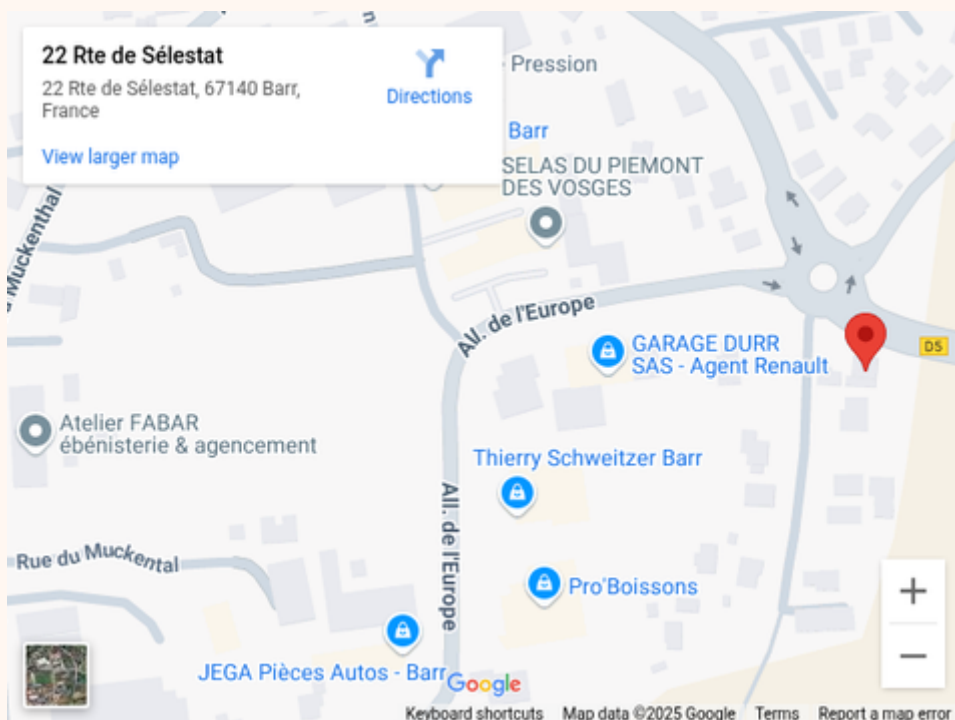 22 Rte de Sélestat
22 Rte de Sélestat, 67140 Barr,
France
Directions
View larger map
Pression
Barr
SELAS DU PIEMONT
DES VOSGES
Muckenthal
All. de l'Europe
GARAGE DURR
SAS - Agent Renault
D5
Atelier FABAR
ébénisterie & agencement
Thierry Schweitzer Barr
All. de l'Europe
Rue du Muckental
Pro'Boissons
JEGA Pièces Autos - Barr
Google
Keyboard shortcuts Map data ©2025 Google Terms Report a map error